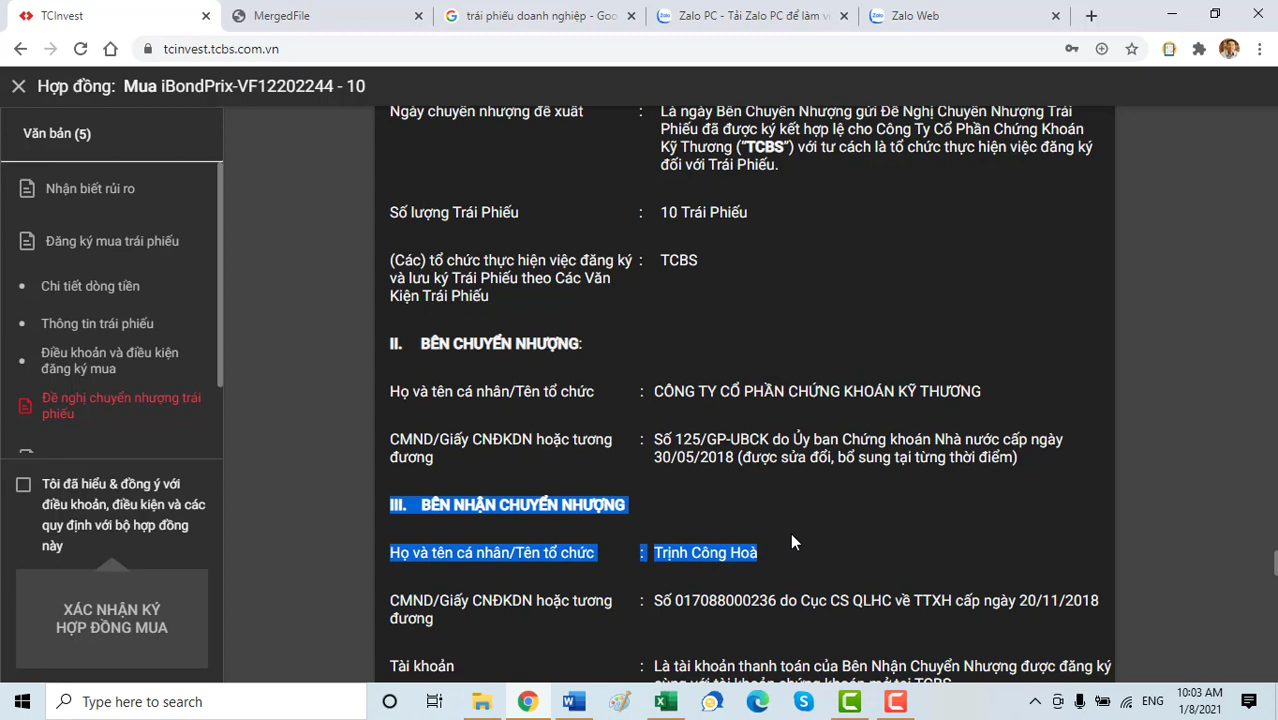 TCInvest
MergedFile
trái phiếu doanh nghiệp - Goo
Zalo PC - Tải Zalo PC để làm v
Zalo Web
tcinvest.tcbs.com.vn
Hợp đồng: Mua iBondPrix-VF12202244 - 10
Văn bản (5)
Nhận biết rủi ro
Đăng ký mua trái phiếu
Chi tiết dòng tiền
Thông tin trái phiếu
Điều khoản và điều kiện
đăng ký mua
Đề nghị chuyển nhượng trái
phiếu
Tôi đã hiểu & đồng ý với
điều khoản, điều kiện và các
quy định với bộ hợp đồng
này
XÁC NHẬN KÝ
HỢP ĐỒNG MUA
Ngày chuyển nhượng đề xuất : Là ngày Bên Chuyển Nhượng gửi Đề Nghị Chuyển Nhượng Trái
Phiếu đã được ký kết hợp lệ cho Công Ty Cổ Phần Chứng Khoán
Kỹ Thương (“TCBS”) với tư cách là tổ chức thực hiện việc đăng ký
đối với Trái Phiếu.
Số lượng Trái Phiếu : 10 Trái Phiếu
(Các) tổ chức thực hiện việc đăng ký : TCBS
và lưu ký Trái Phiếu theo Các Văn
Kiện Trái Phiếu
II. BÊN CHUYỂN NHƯỢNG:
Họ và tên cá nhân/Tên tổ chức : CÔNG TY CỔ PHẦN CHỨNG KHOÁN KỸ THƯƠNG
CMND/Giấy CNĐKDN hoặc tương : Số 125/GP-UBCK do Ủy ban Chứng khoán Nhà nước cấp ngày
đương 30/05/2018 (được sửa đổi, bổ sung tại từng thời điểm)
III. BÊN NHẬN CHUYỂN NHƯỢNG
Họ và tên cá nhân/Tên tổ chức : Trịnh Công Hoà
CMND/Giấy CNĐKDN hoặc tương : Số 017088000236 do Cục CS QLHC về TTXH cấp ngày 20/11/2018
đương
Tài khoản : Là tài khoản thanh toán của Bên Nhận Chuyển Nhượng được đăng ký
cùng với tài khoản chứng khoán mở tại TCBS
Type here to search
ENG
10:03 AM
1/8/2021